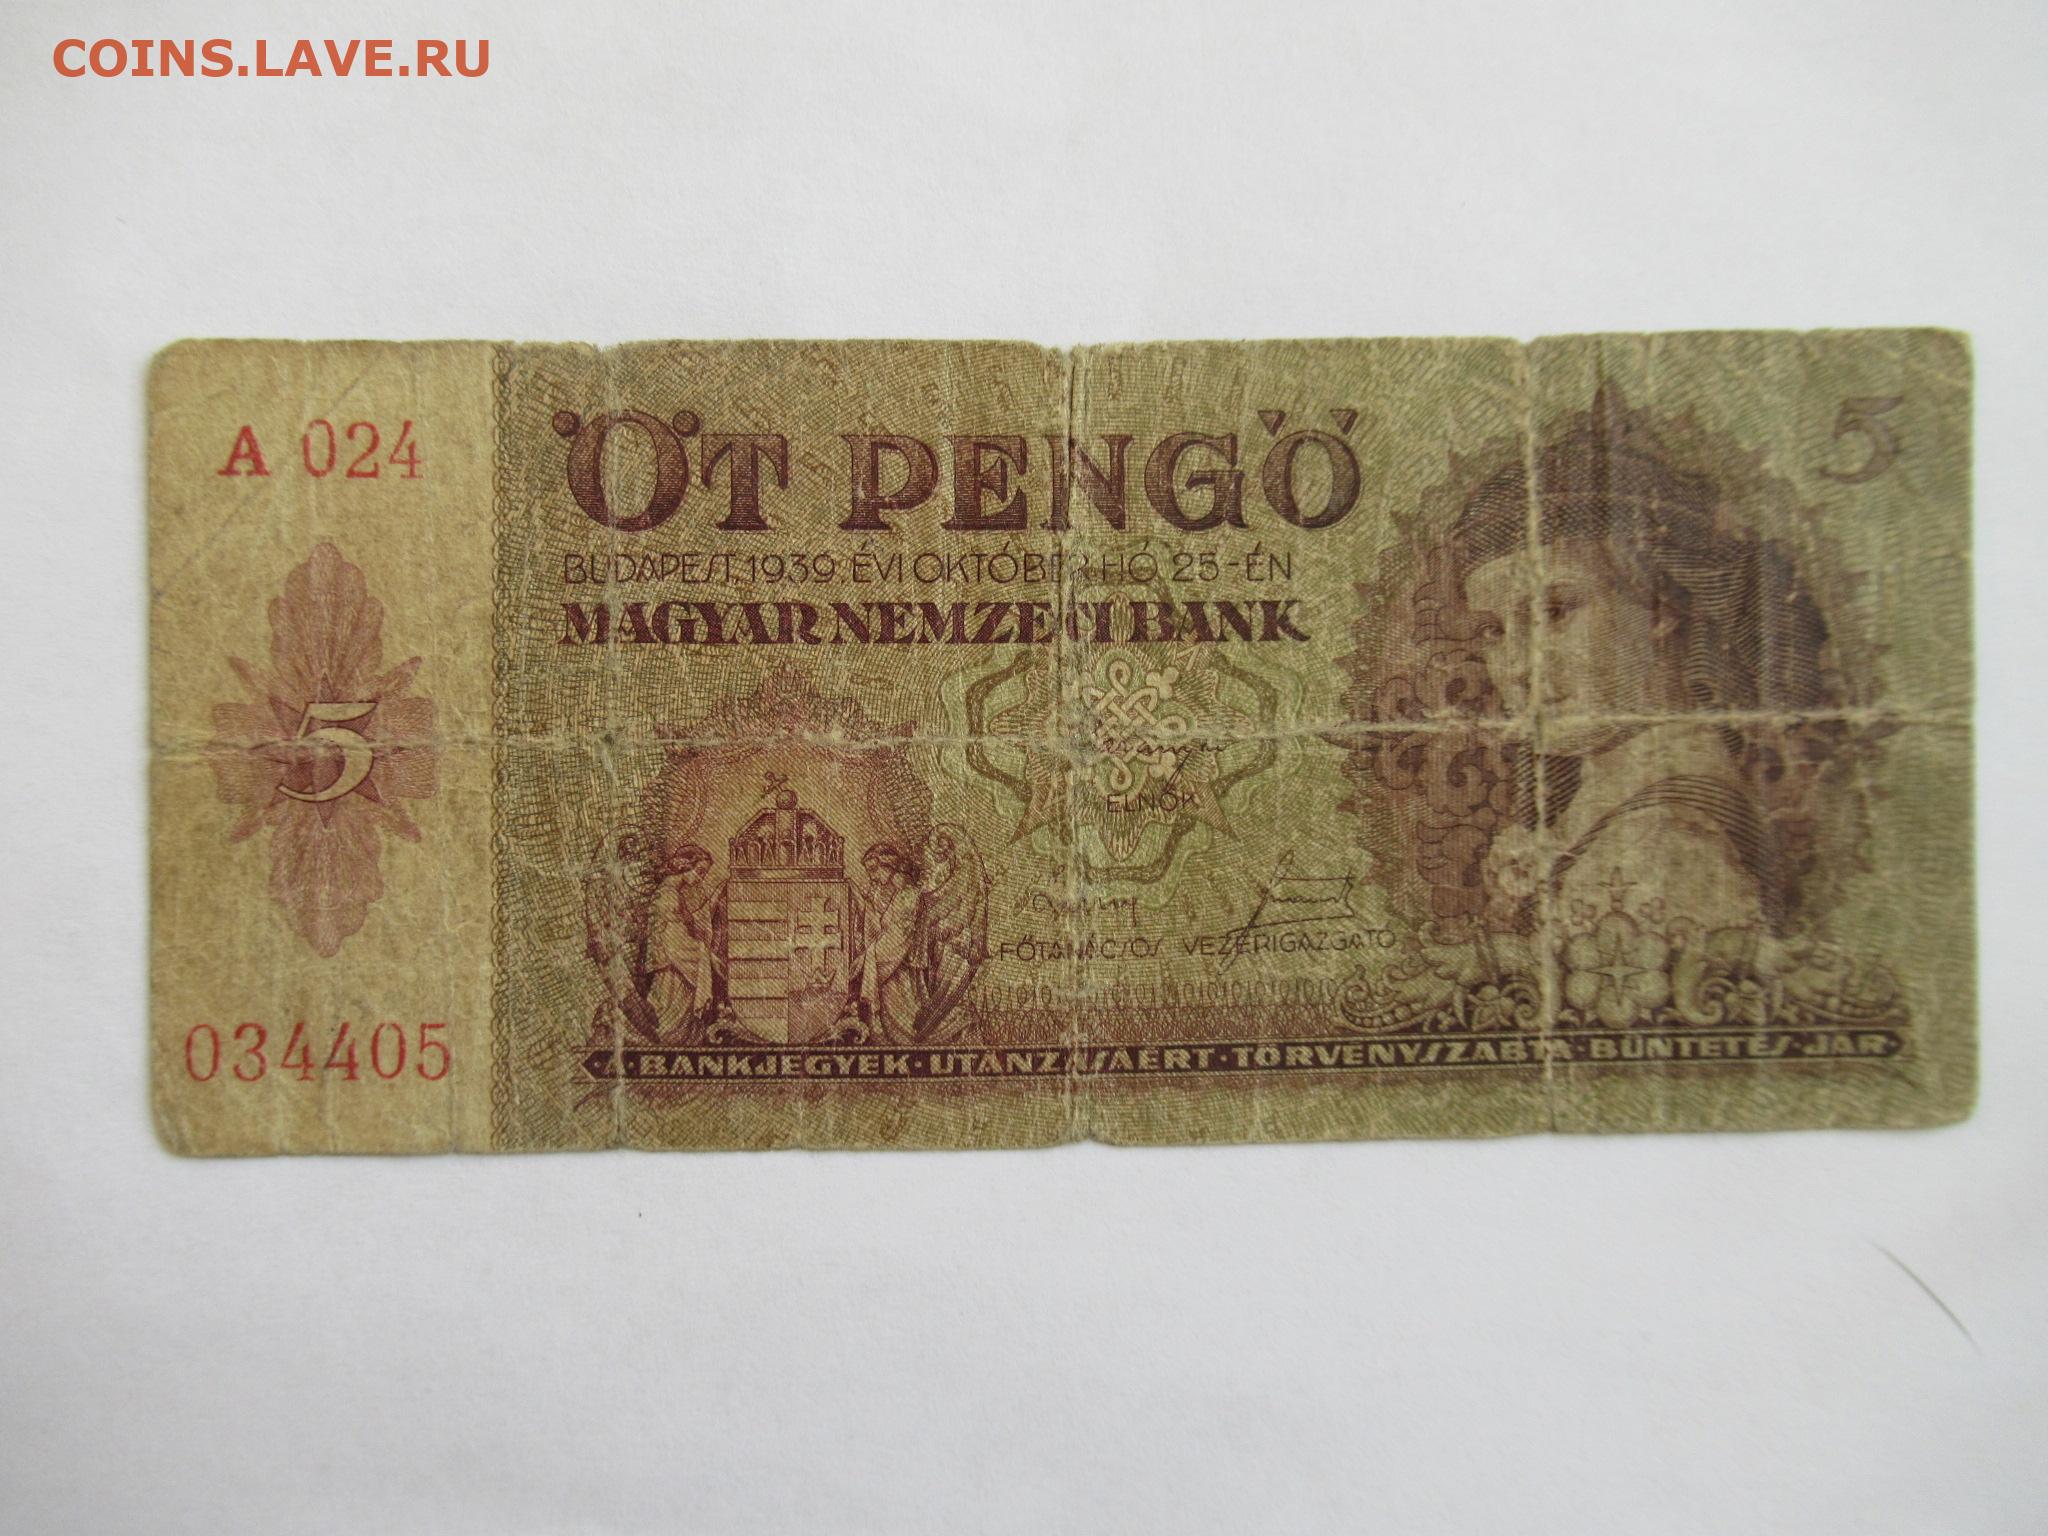 COINS.LAVE.RU
A 024
ÖT PENGŐ
5
BUDAPEST, 1939. ÉVI OKTÓBER HÓ 25-ÉN
MAGYAR NEMZETI BANK
5
ELNÖK
FŐTANÁCSOS VEZÉRIGAZGATÓ
034405
A·BANKJEGYEK·UTÁNZÁSÁÉRT·TÖRVÉNYSZABTA·BÜNTETÉS·JÁR·